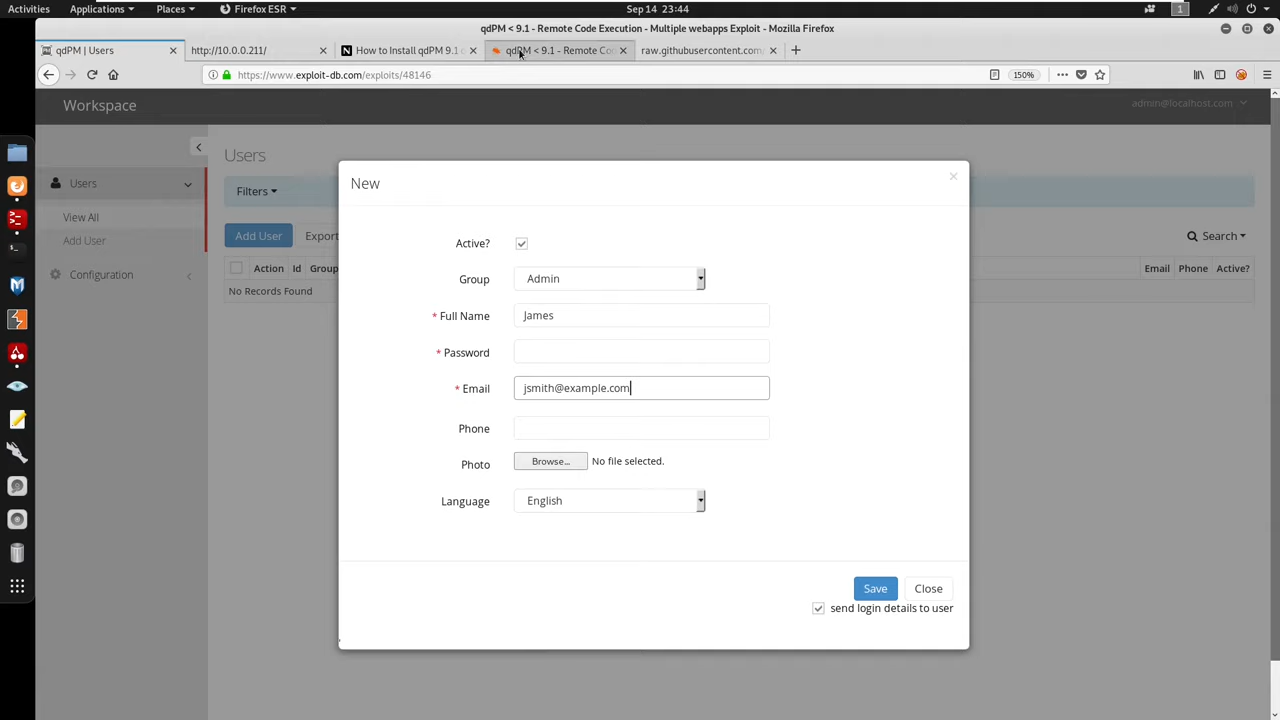 Activities Applications Places Firefox ESR Sep 14 23:44 1
qdPM < 9.1 - Remote Code Execution - Multiple webapps Exploit - Mozilla Firefox
qdPM | Users × http://10.0.0.211/ × How to Install qdPM 9.1 o × qdPM < 9.1 - Remote Co × raw.githubusercontent.com/ ×
https://www.exploit-db.com/exploits/48146 150%
Workspace admin@localhost.com
Users
Users
View All
Add User
Configuration
Filters
Add User Export Search
Action Id Group Email Phone Active?
No Records Found
New ×
Active?
Group Admin
* Full Name James
* Password
* Email jsmith@example.com
Phone
Photo Browse... No file selected.
Language English
Save Close
send login details to user